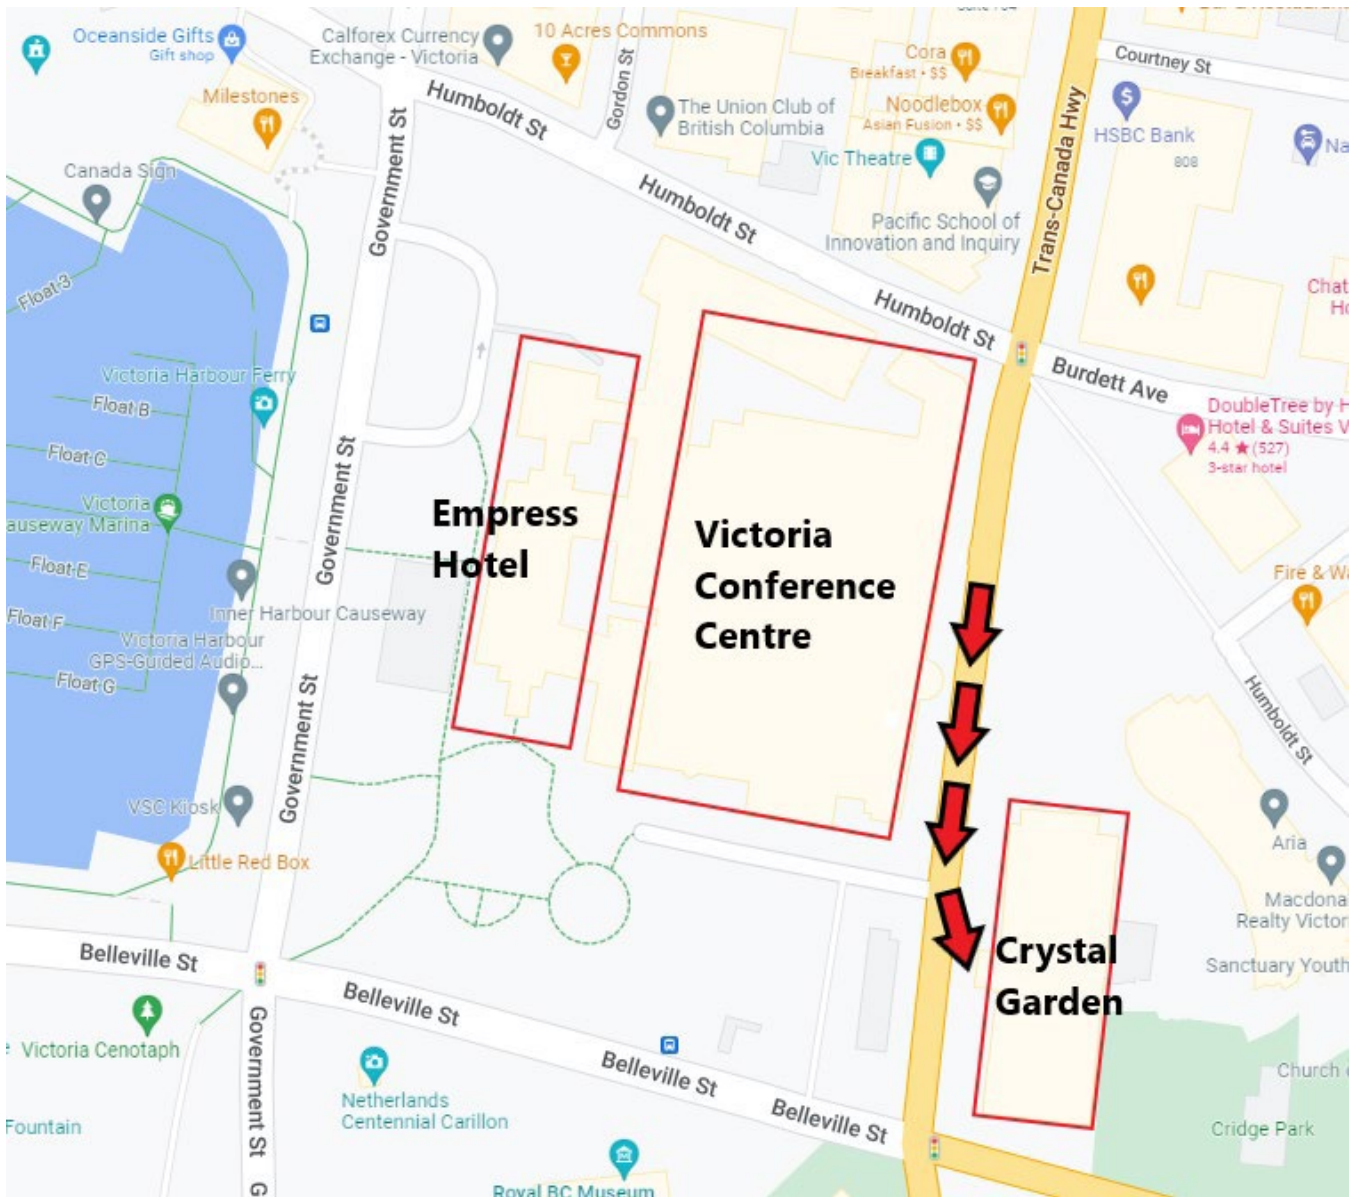 Oceanside Gifts
Gift shop
Calforex Currency
Exchange - Victoria
10 Acres Commons
Gordon St
Cora
Breakfast • $$
Noodlebox
Asian Fusion • $$
Courtney St
HSBC Bank
808
Milestones
Humboldt St
The Union Club of
British Columbia
Vic Theatre
Trans-Canada Hwy
Canada Sign
Government St
Humboldt St
Pacific School of
Innovation and Inquiry
Float 3
Humboldt St
Burdett Ave
Victoria Harbour Ferry
Float B
Float C
DoubleTree by H
Hotel & Suites V
4.4 ★ (527)
3-star hotel
Victoria
auseway Marina
Government St
Empress
Hotel
Victoria
Conference
Centre
Float E
Float F
Inner Harbour Causeway
Fire & Wa
Victoria Harbour
GPS-Guided Audio...
Float G
Government St
Humboldt St
VSC Kiosk
Little Red Box
Aria
Macdona
Realty Victor
Belleville St
Crystal
Garden
Sanctuary Youth
Belleville St
Government St
Victoria Cenotaph
Belleville St
Church
Netherlands
Centennial Carillon
Belleville St
Fountain
Cridge Park
Royal BC Museum
G